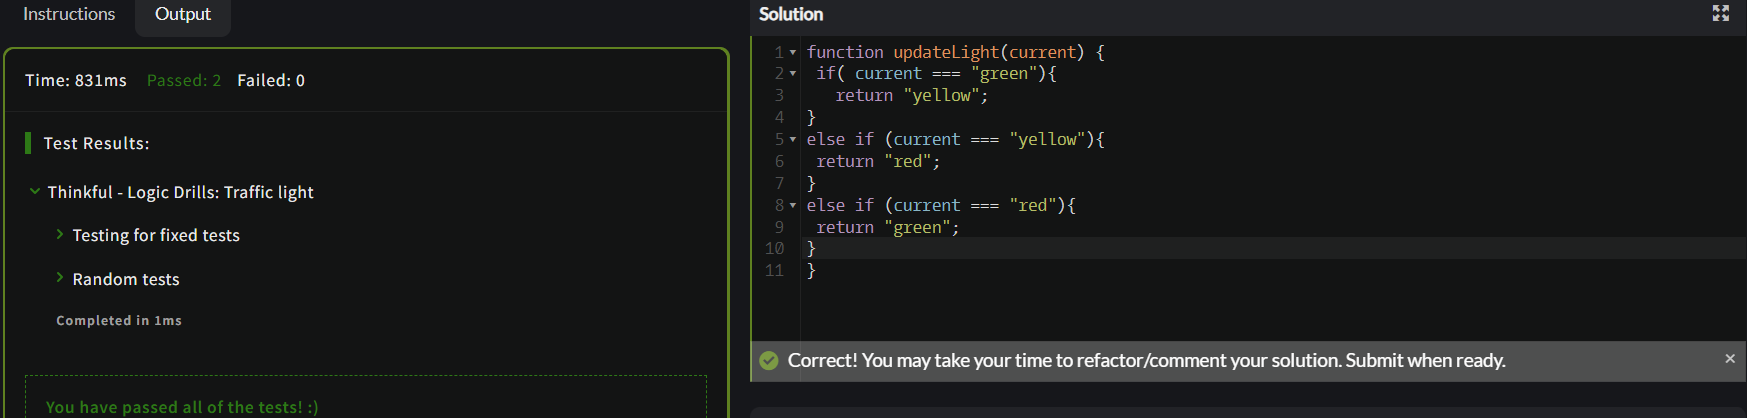 Instructions
Output
Time: 831ms Passed: 2 Failed: 0
Test Results:
Thinkful - Logic Drills: Traffic light
Testing for fixed tests
Random tests
Completed in 1ms
You have passed all of the tests! :)
Solution
1 function updateLight(current) {
2  if( current === "green"){
3    return "yellow";
4 }
5 else if (current === "yellow"){
6  return "red";
7 }
8 else if (current === "red"){
9  return "green";
10 }
11 }
Correct! You may take your time to refactor/comment your solution. Submit when ready.